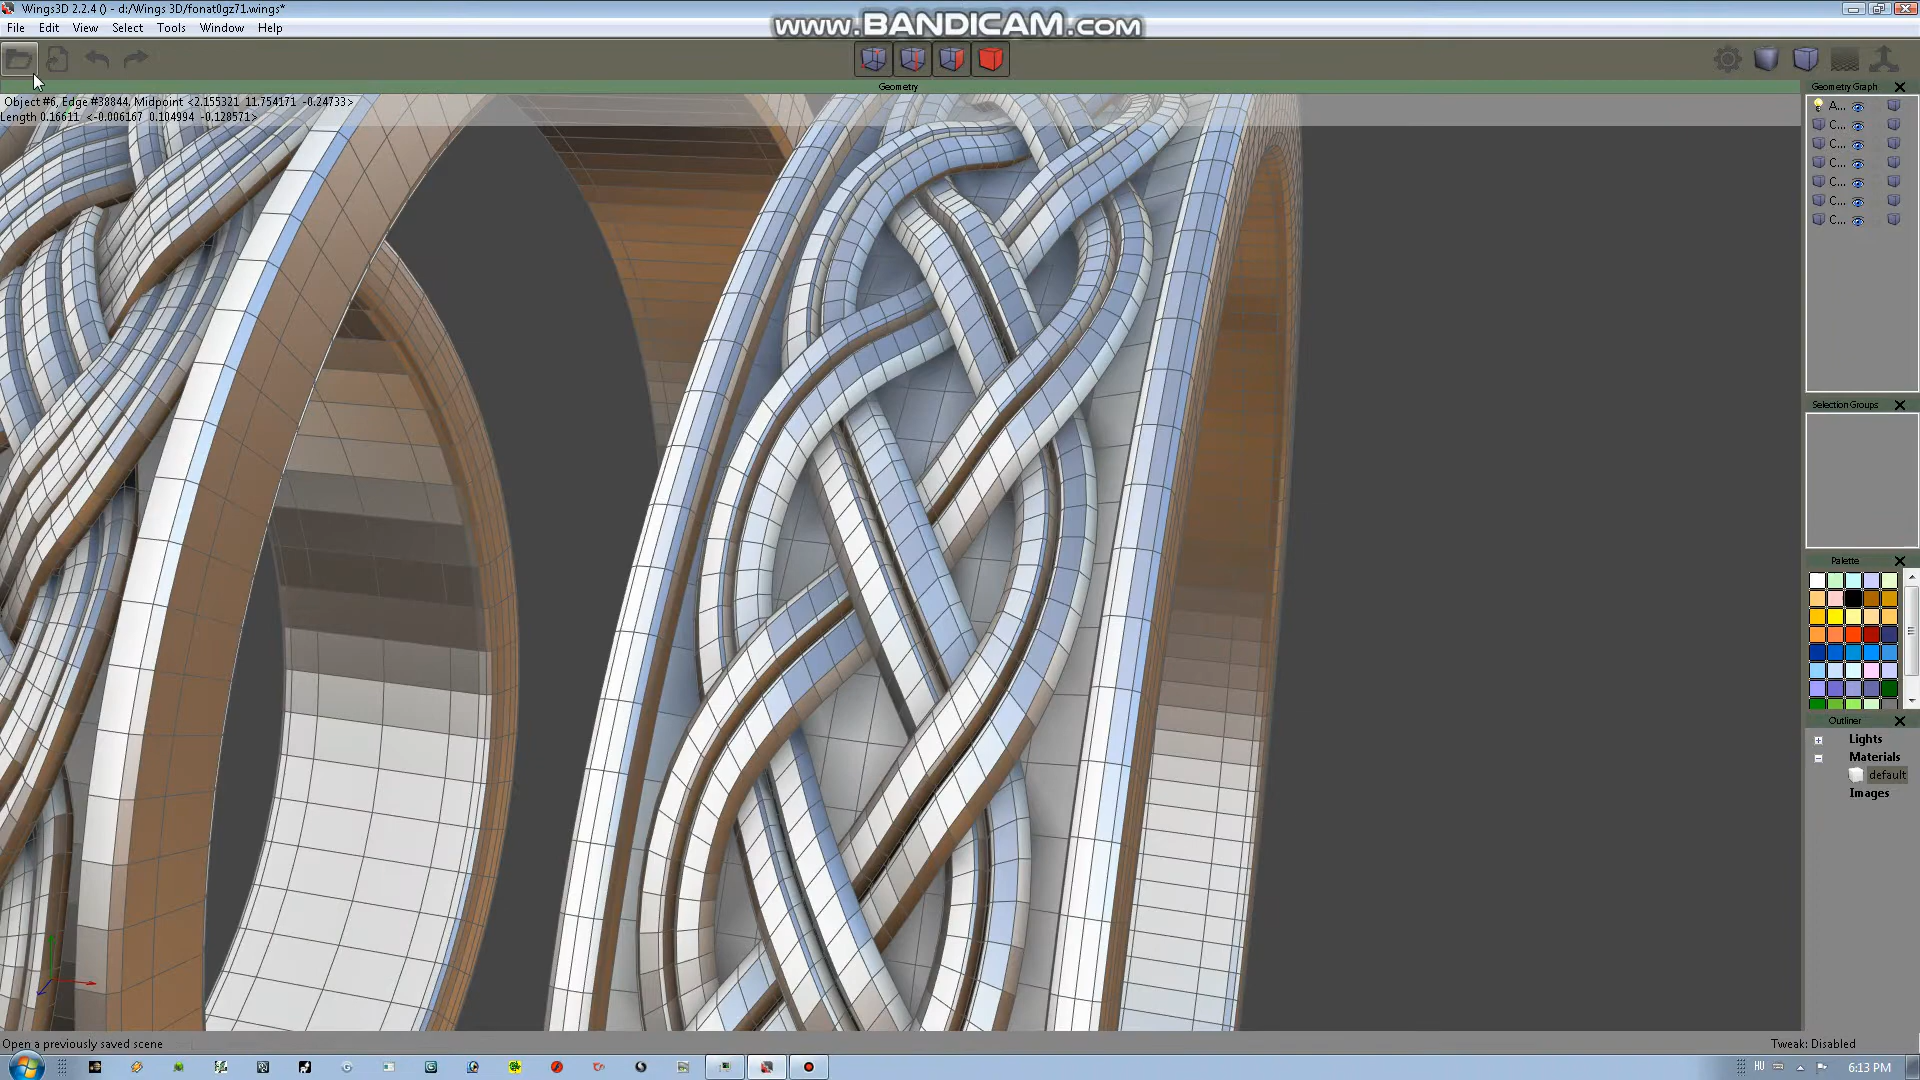 Wings3D 2.2.4 () - d:/Wings 3D/fonat0gz71.wings*
www.BANDICAM.com
File Edit View Select Tools Window Help
Geometry
Object #6, Edge #38844. Midpoint <2.155321 11.754171 -0.24733>
Length 0.16611 <-0.006167 0.104994 -0.128571>
Geometry Graph
A...
C...
C...
C...
C...
C...
C...
Selection Groups
Palette
Outliner
Lights
Materials
default
Images
Open a previously saved scene
Tweak: Disabled
HU
6:13 PM